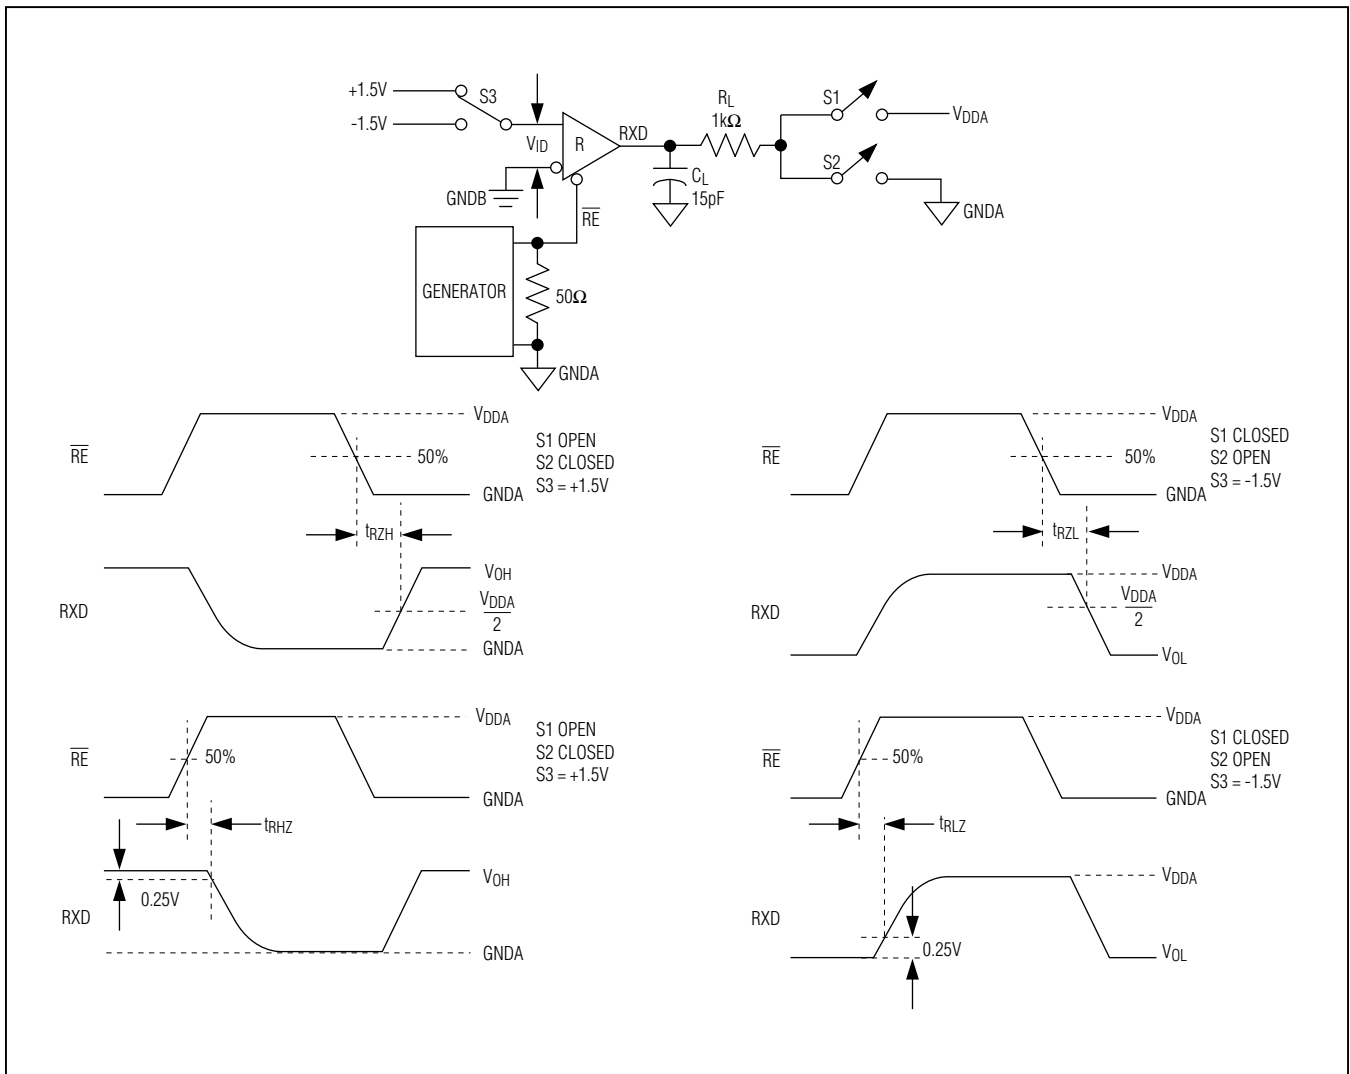 +1.5V
-1.5V
S3
VID
R
RXD
RL
1kΩ
S1
VDDA
S2
GNDA
CL
15pF
GNDB
RE
GENERATOR
50Ω
GNDA
RE
VDDA
50%
GNDA
S1 OPEN
S2 CLOSED
S3 = +1.5V
tRZH
RXD
VOH
VDDA
2
GNDA
RE
VDDA
50%
GNDA
S1 CLOSED
S2 OPEN
S3 = -1.5V
tRZL
RXD
VDDA
VDDA
2
VOL
RE
VDDA
50%
GNDA
S1 OPEN
S2 CLOSED
S3 = +1.5V
tRHZ
RXD
0.25V
VOH
GNDA
RE
VDDA
50%
GNDA
S1 CLOSED
S2 OPEN
S3 = -1.5V
tRLZ
RXD
VDDA
0.25V
VOL